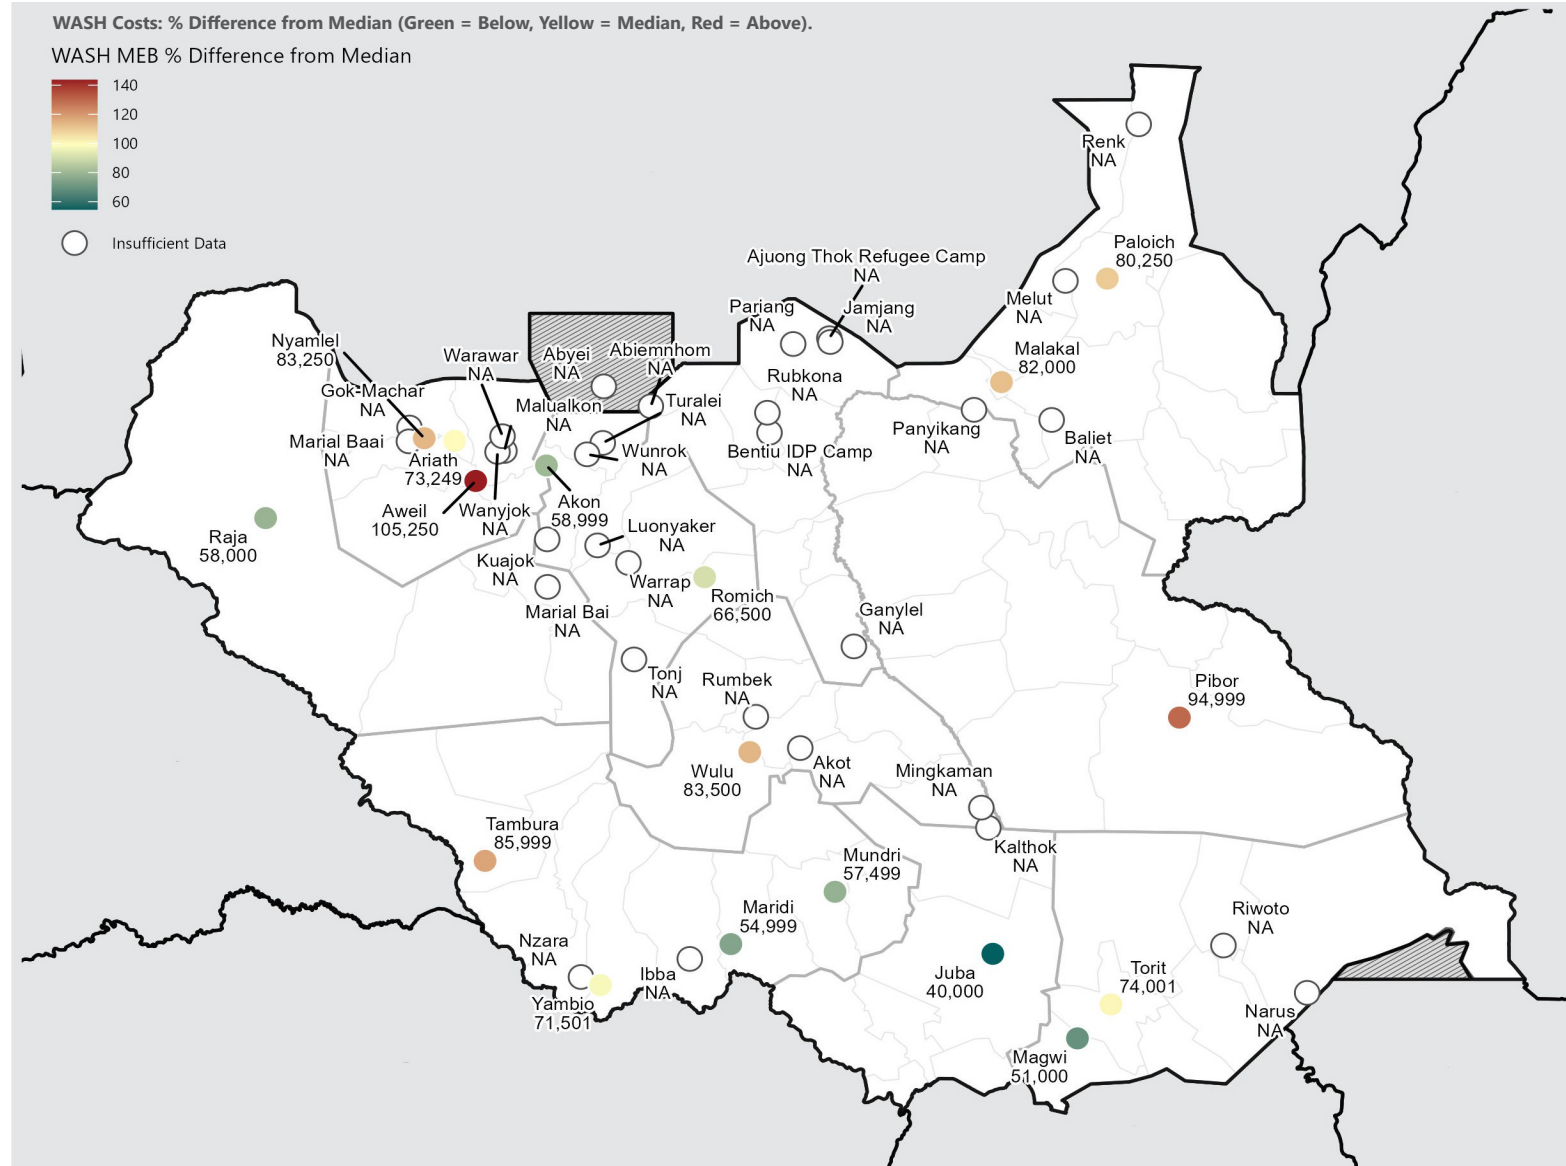 WASH Costs: % Difference from Median (Green = Below, Yellow = Median, Red = Above).
WASH MEB % Difference from Median
140
120
100
80
60
Insufficient Data
Renk
NA
Paloich
80,250
Ajuong Thok Refugee Camp
NA
Melut
NA
Pariang
NA
Jamjang
NA
Nyamlel
83,250
Warawar
NA
Abyei
NA
Abiemnhom
NA
Malakal
82,000
Rubkona
NA
Gok-Machar
NA
Malualkon
NA
Turalei
NA
Panyikang
NA
Baliet
NA
Marial Baai
NA
Ariath
73,249
Wunrok
NA
Bentiu IDP Camp
NA
Aweil
105,250
Wanyjok
NA
Akon
58,999
Raja
58,000
Luonyaker
NA
Kuajok
NA
Warrap
NA
Romich
66,500
Marial Bai
NA
Ganylel
NA
Tonj
NA
Rumbek
NA
Pibor
94,999
Wulu
83,500
Akot
NA
Mingkaman
NA
Tambura
85,999
Kalthok
NA
Mundri
57,499
Maridi
54,999
Riwoto
NA
Nzara
NA
Ibba
NA
Juba
40,000
Torit
74,001
Yambio
71,501
Narus
NA
Magwi
51,000